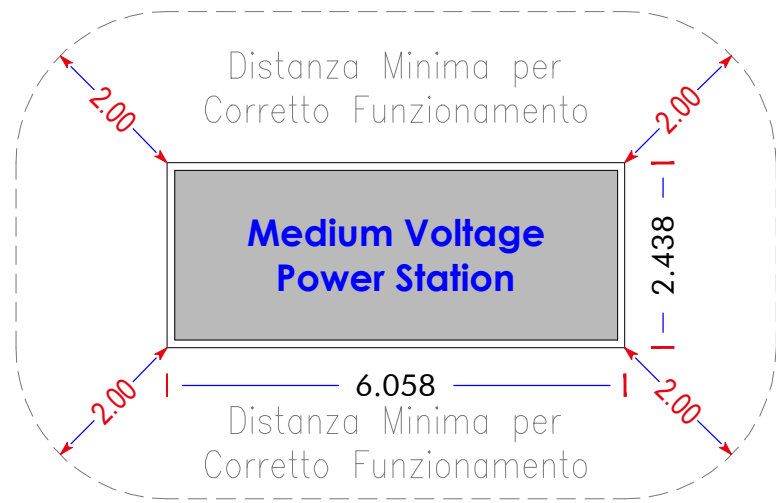 Distanza Minima per
Corretto Funzionamento
2.00
2.00
Medium Voltage
Power Station
2.438
6.058
2.00
2.00
Distanza Minima per
Corretto Funzionamento